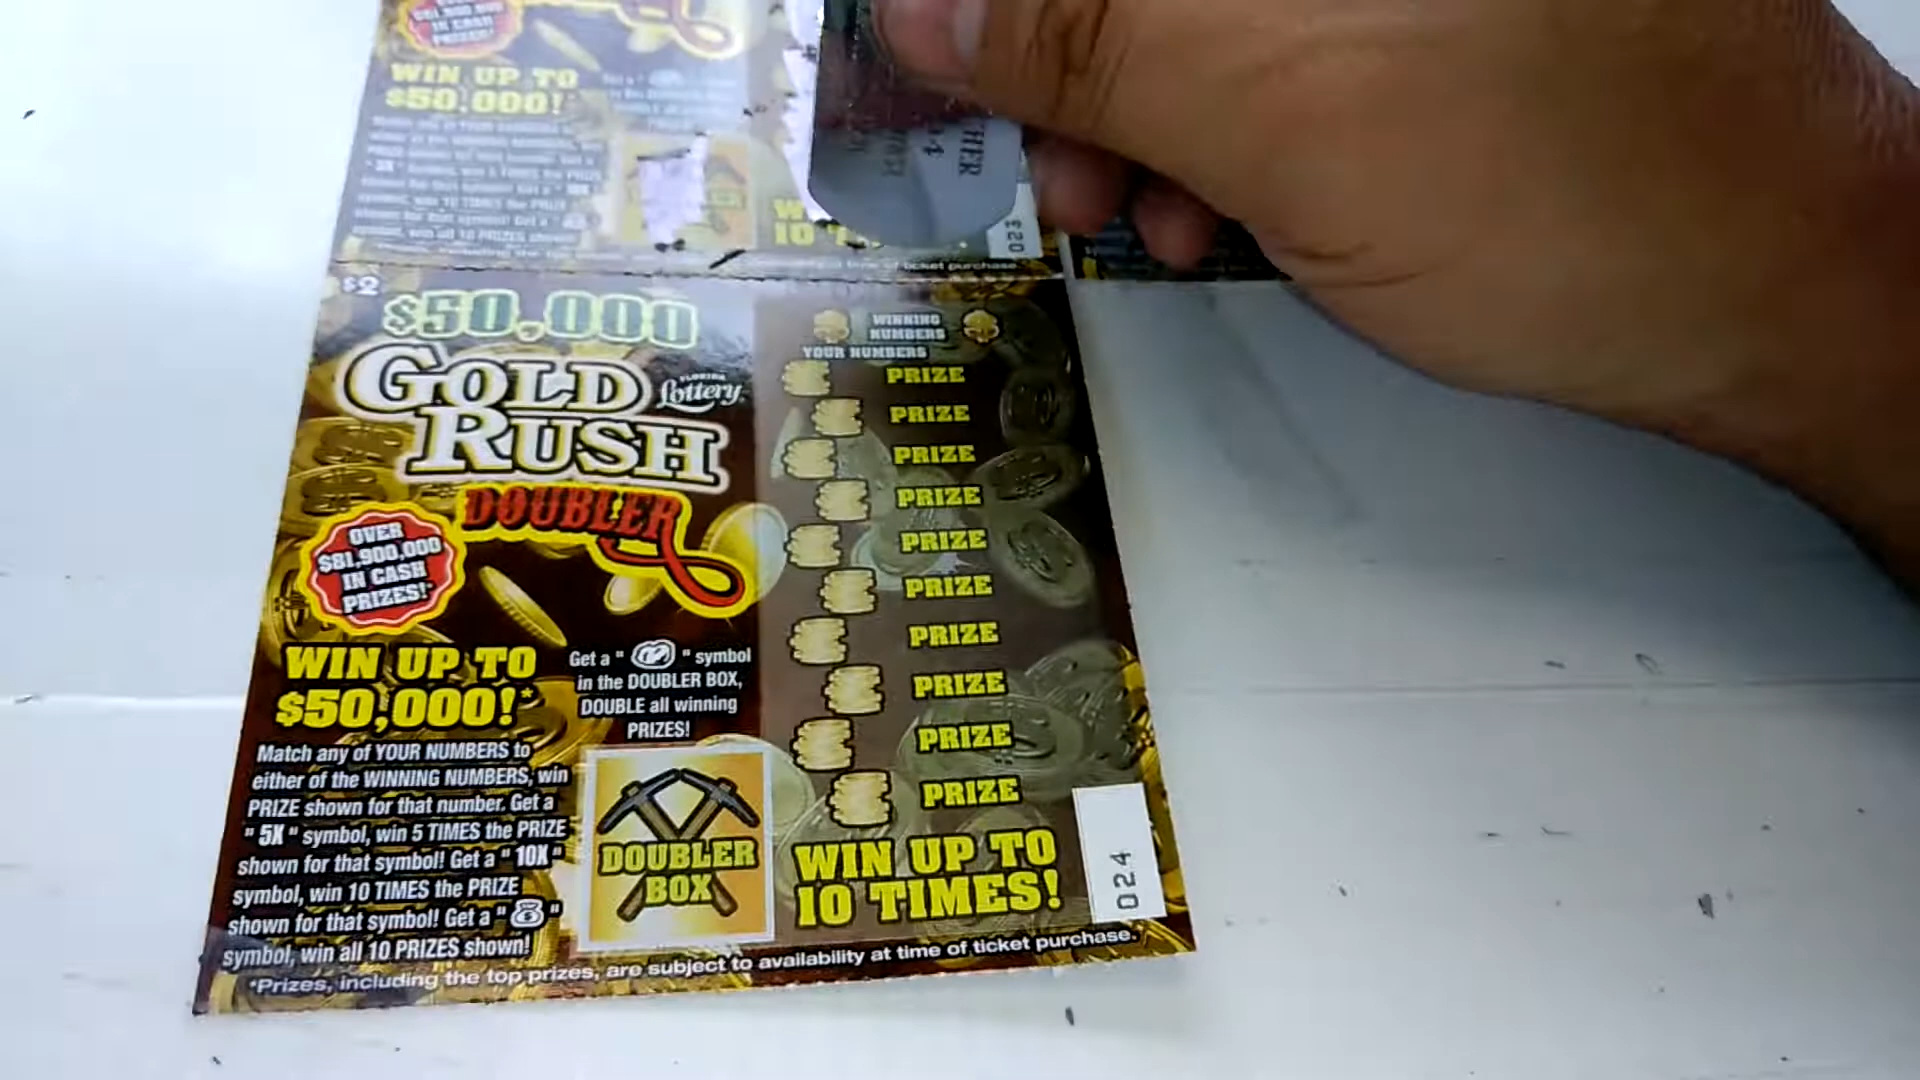 IN CASH
PRIZES!
WIN UP TO
$50,000!*
10
023
$2
$50,000
GOLD
RUSH
FLORIDA
Lottery
DOUBLER
OVER
$81,900,000
IN CASH
PRIZES!*
WIN UP TO
$50,000!*
Match any of YOUR NUMBERS to
either of the WINNING NUMBERS, win
PRIZE shown for that number. Get a
" 5X " symbol, win 5 TIMES the PRIZE
shown for that symbol! Get a " 10X "
symbol, win 10 TIMES the PRIZE
shown for that symbol! Get a " "
symbol, win all 10 PRIZES shown!
Get a " " symbol
in the DOUBLER BOX,
DOUBLE all winning
PRIZES!
DOUBLER
BOX
WINNING
NUMBERS
YOUR NUMBERS
PRIZE
PRIZE
PRIZE
PRIZE
PRIZE
PRIZE
PRIZE
PRIZE
PRIZE
PRIZE
WIN UP TO
10 TIMES!
024
*Prizes, including the top prizes, are subject to availability at time of ticket purchase.